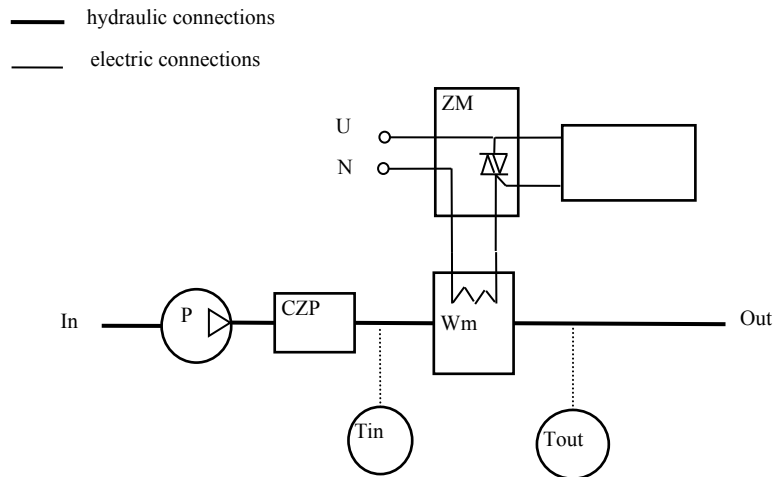 hydraulic connections
electric connections
ZM
U
N
In
P
CZP
Wm
Out
Tin
Tout